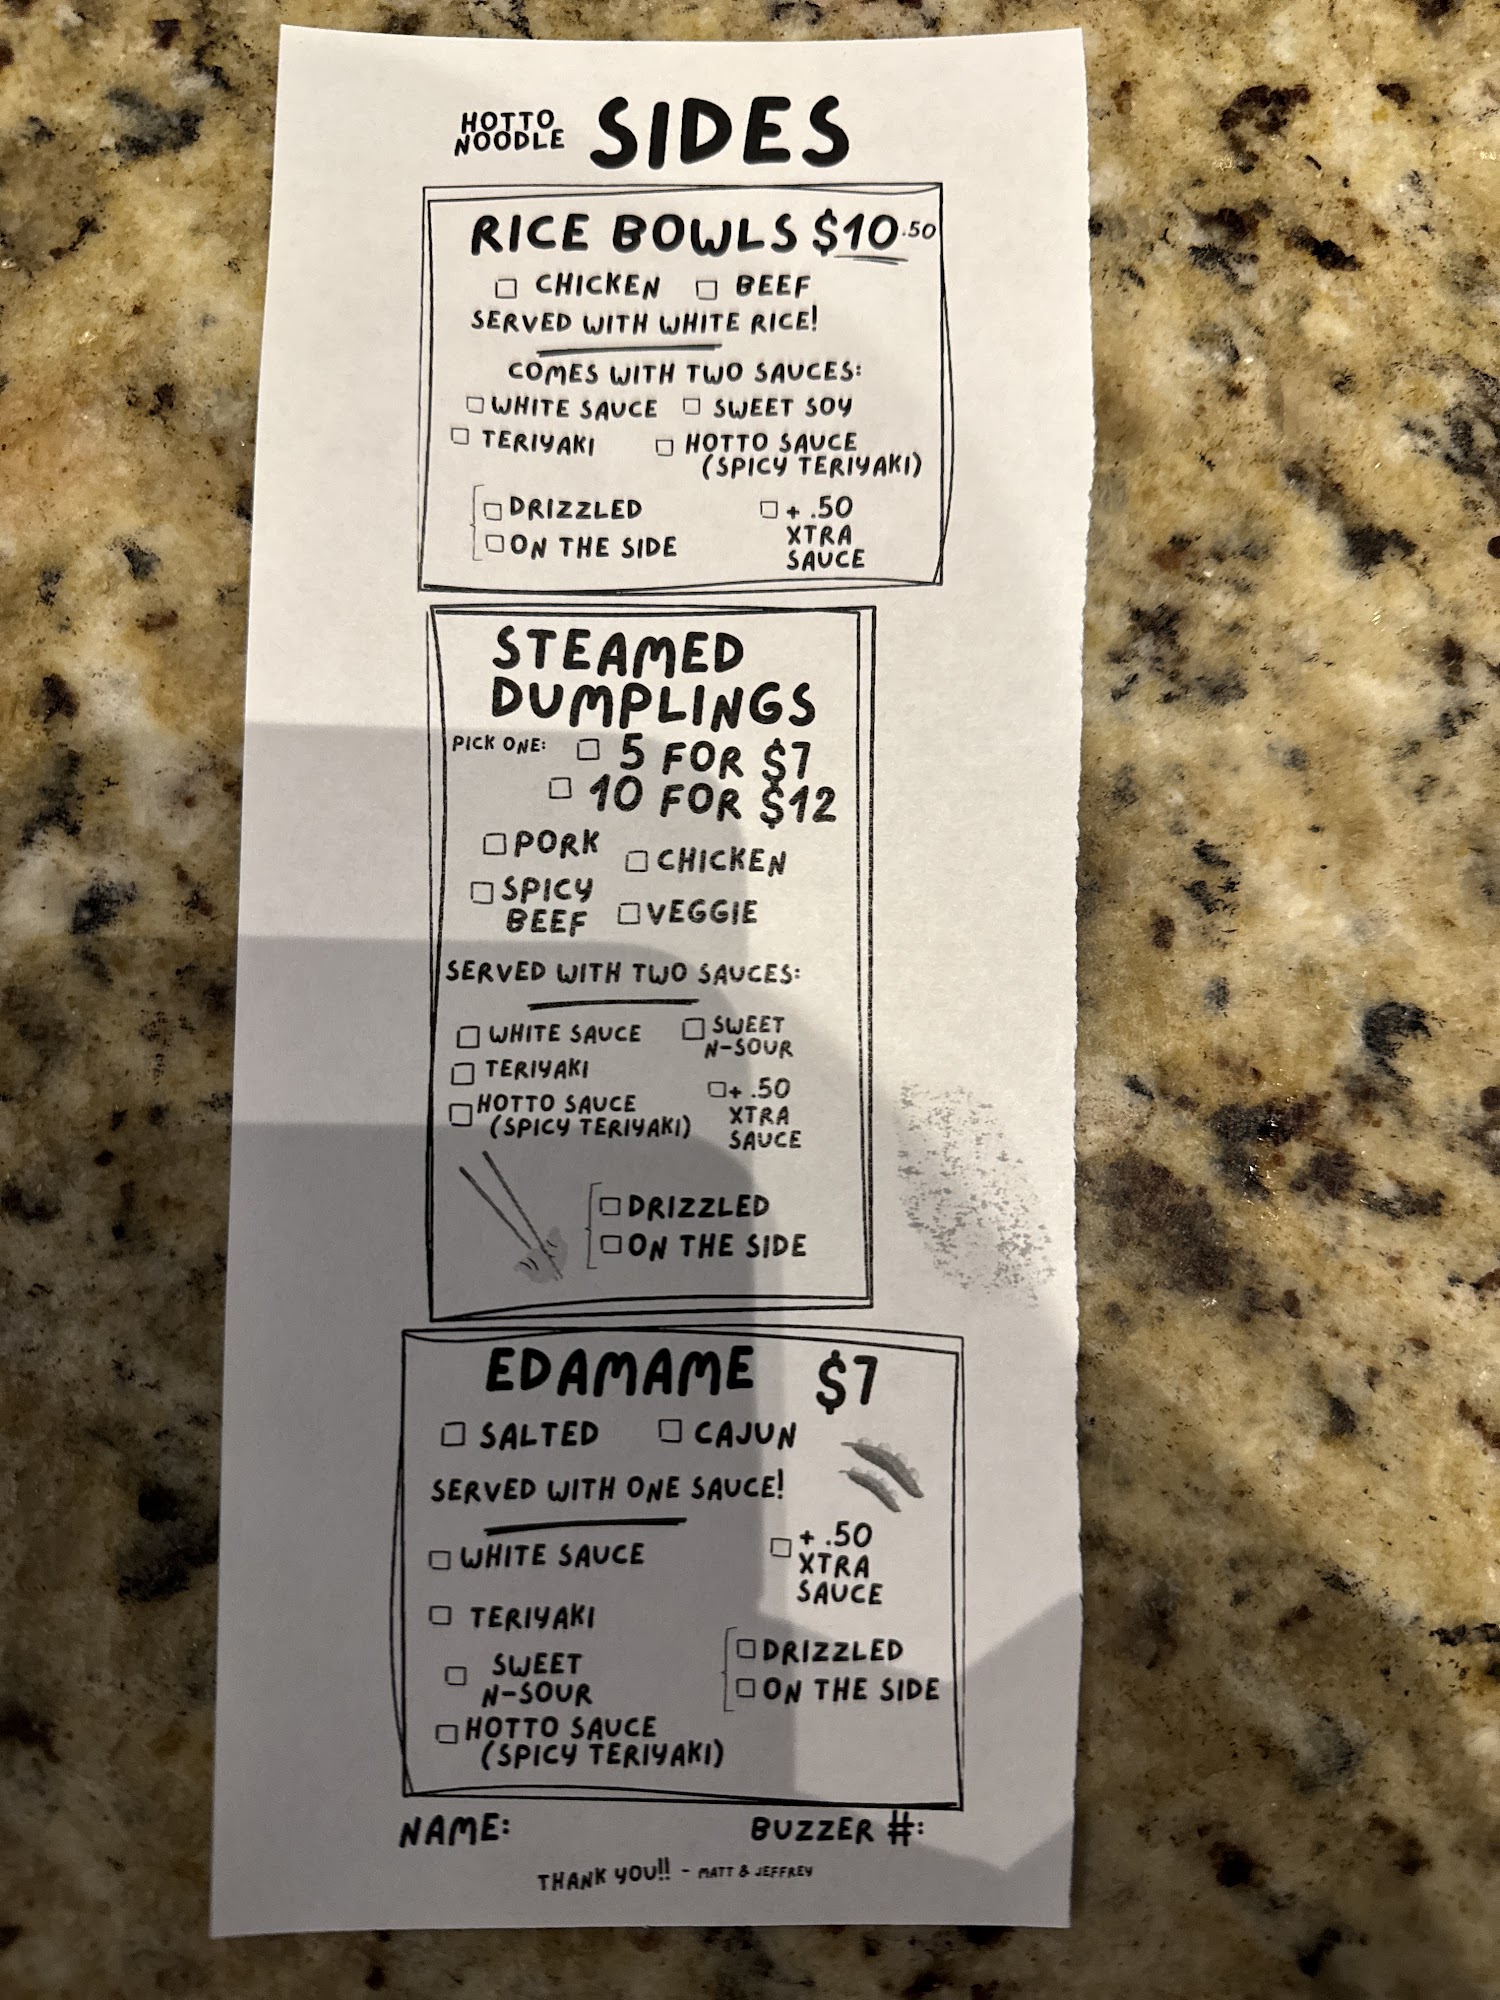 HOTTO
NOODLE
SIDES
RICE BOWLS $10.50
CHICKEN BEEF
SERVED WITH WHITE RICE!
COMES WITH TWO SAUCES:
WHITE SAUCE SWEET SOY
TERIYAKI HOTTO SAUCE
(SPICY TERIYAKI)
DRIZZLED
ON THE SIDE
+ .50
XTRA
SAUCE
STEAMED
DUMPLINGS
PICK ONE: 5 FOR $7
10 FOR $12
PORK CHICKEN
SPICY
BEEF
VEGGIE
SERVED WITH TWO SAUCES:
WHITE SAUCE
SWEET
N-SOUR
TERIYAKI
HOTTO SAUCE
(SPICY TERIYAKI)
+ .50
XTRA
SAUCE
DRIZZLED
ON THE SIDE
EDAMAME $7
SALTED CAJUN
SERVED WITH ONE SAUCE!
WHITE SAUCE
+ .50
XTRA
SAUCE
TERIYAKI
SWEET
N-SOUR
DRIZZLED
ON THE SIDE
HOTTO SAUCE
(SPICY TERIYAKI)
NAME: BUZZER #:
THANK YOU!! - MATT & JEFFREY